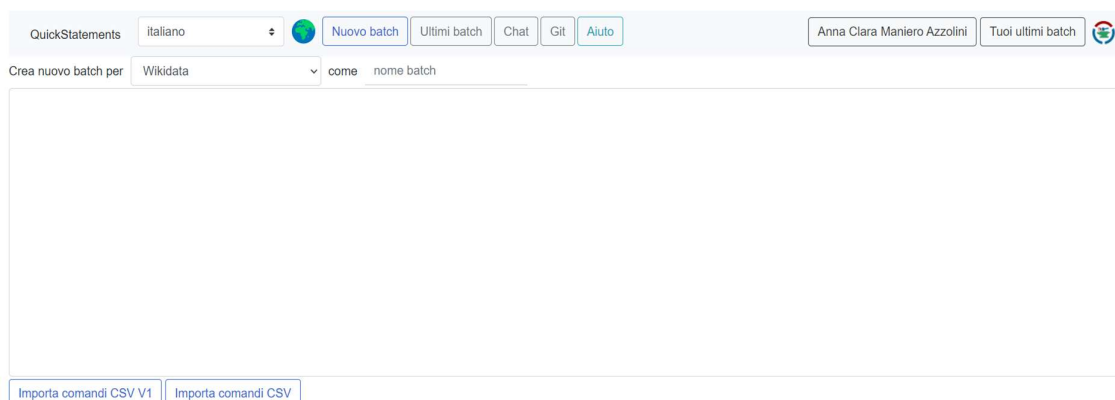 QuickStatements italiano Nuovo batch Ultimi batch Chat Git Aiuto Anna Clara Maniero Azzolini Tuoi ultimi batch
Crea nuovo batch per Wikidata come nome batch
Importa comandi CSV V1 Importa comandi CSV